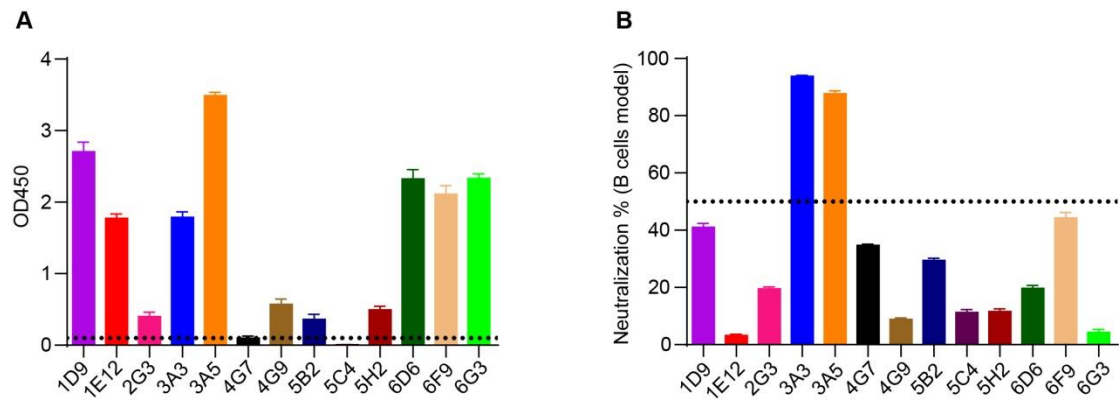 A
OD450
4
3
2
1
0
1D9 1E12 2G3 3A3 3A5 4G7 4G9 5B2 5C4 5H2 6D6 6F9 6G3
B
Neutralization % (B cells model)
100
80
60
40
20
0
1D9 1E12 2G3 3A3 3A5 4G7 4G9 5B2 5C4 5H2 6D6 6F9 6G3